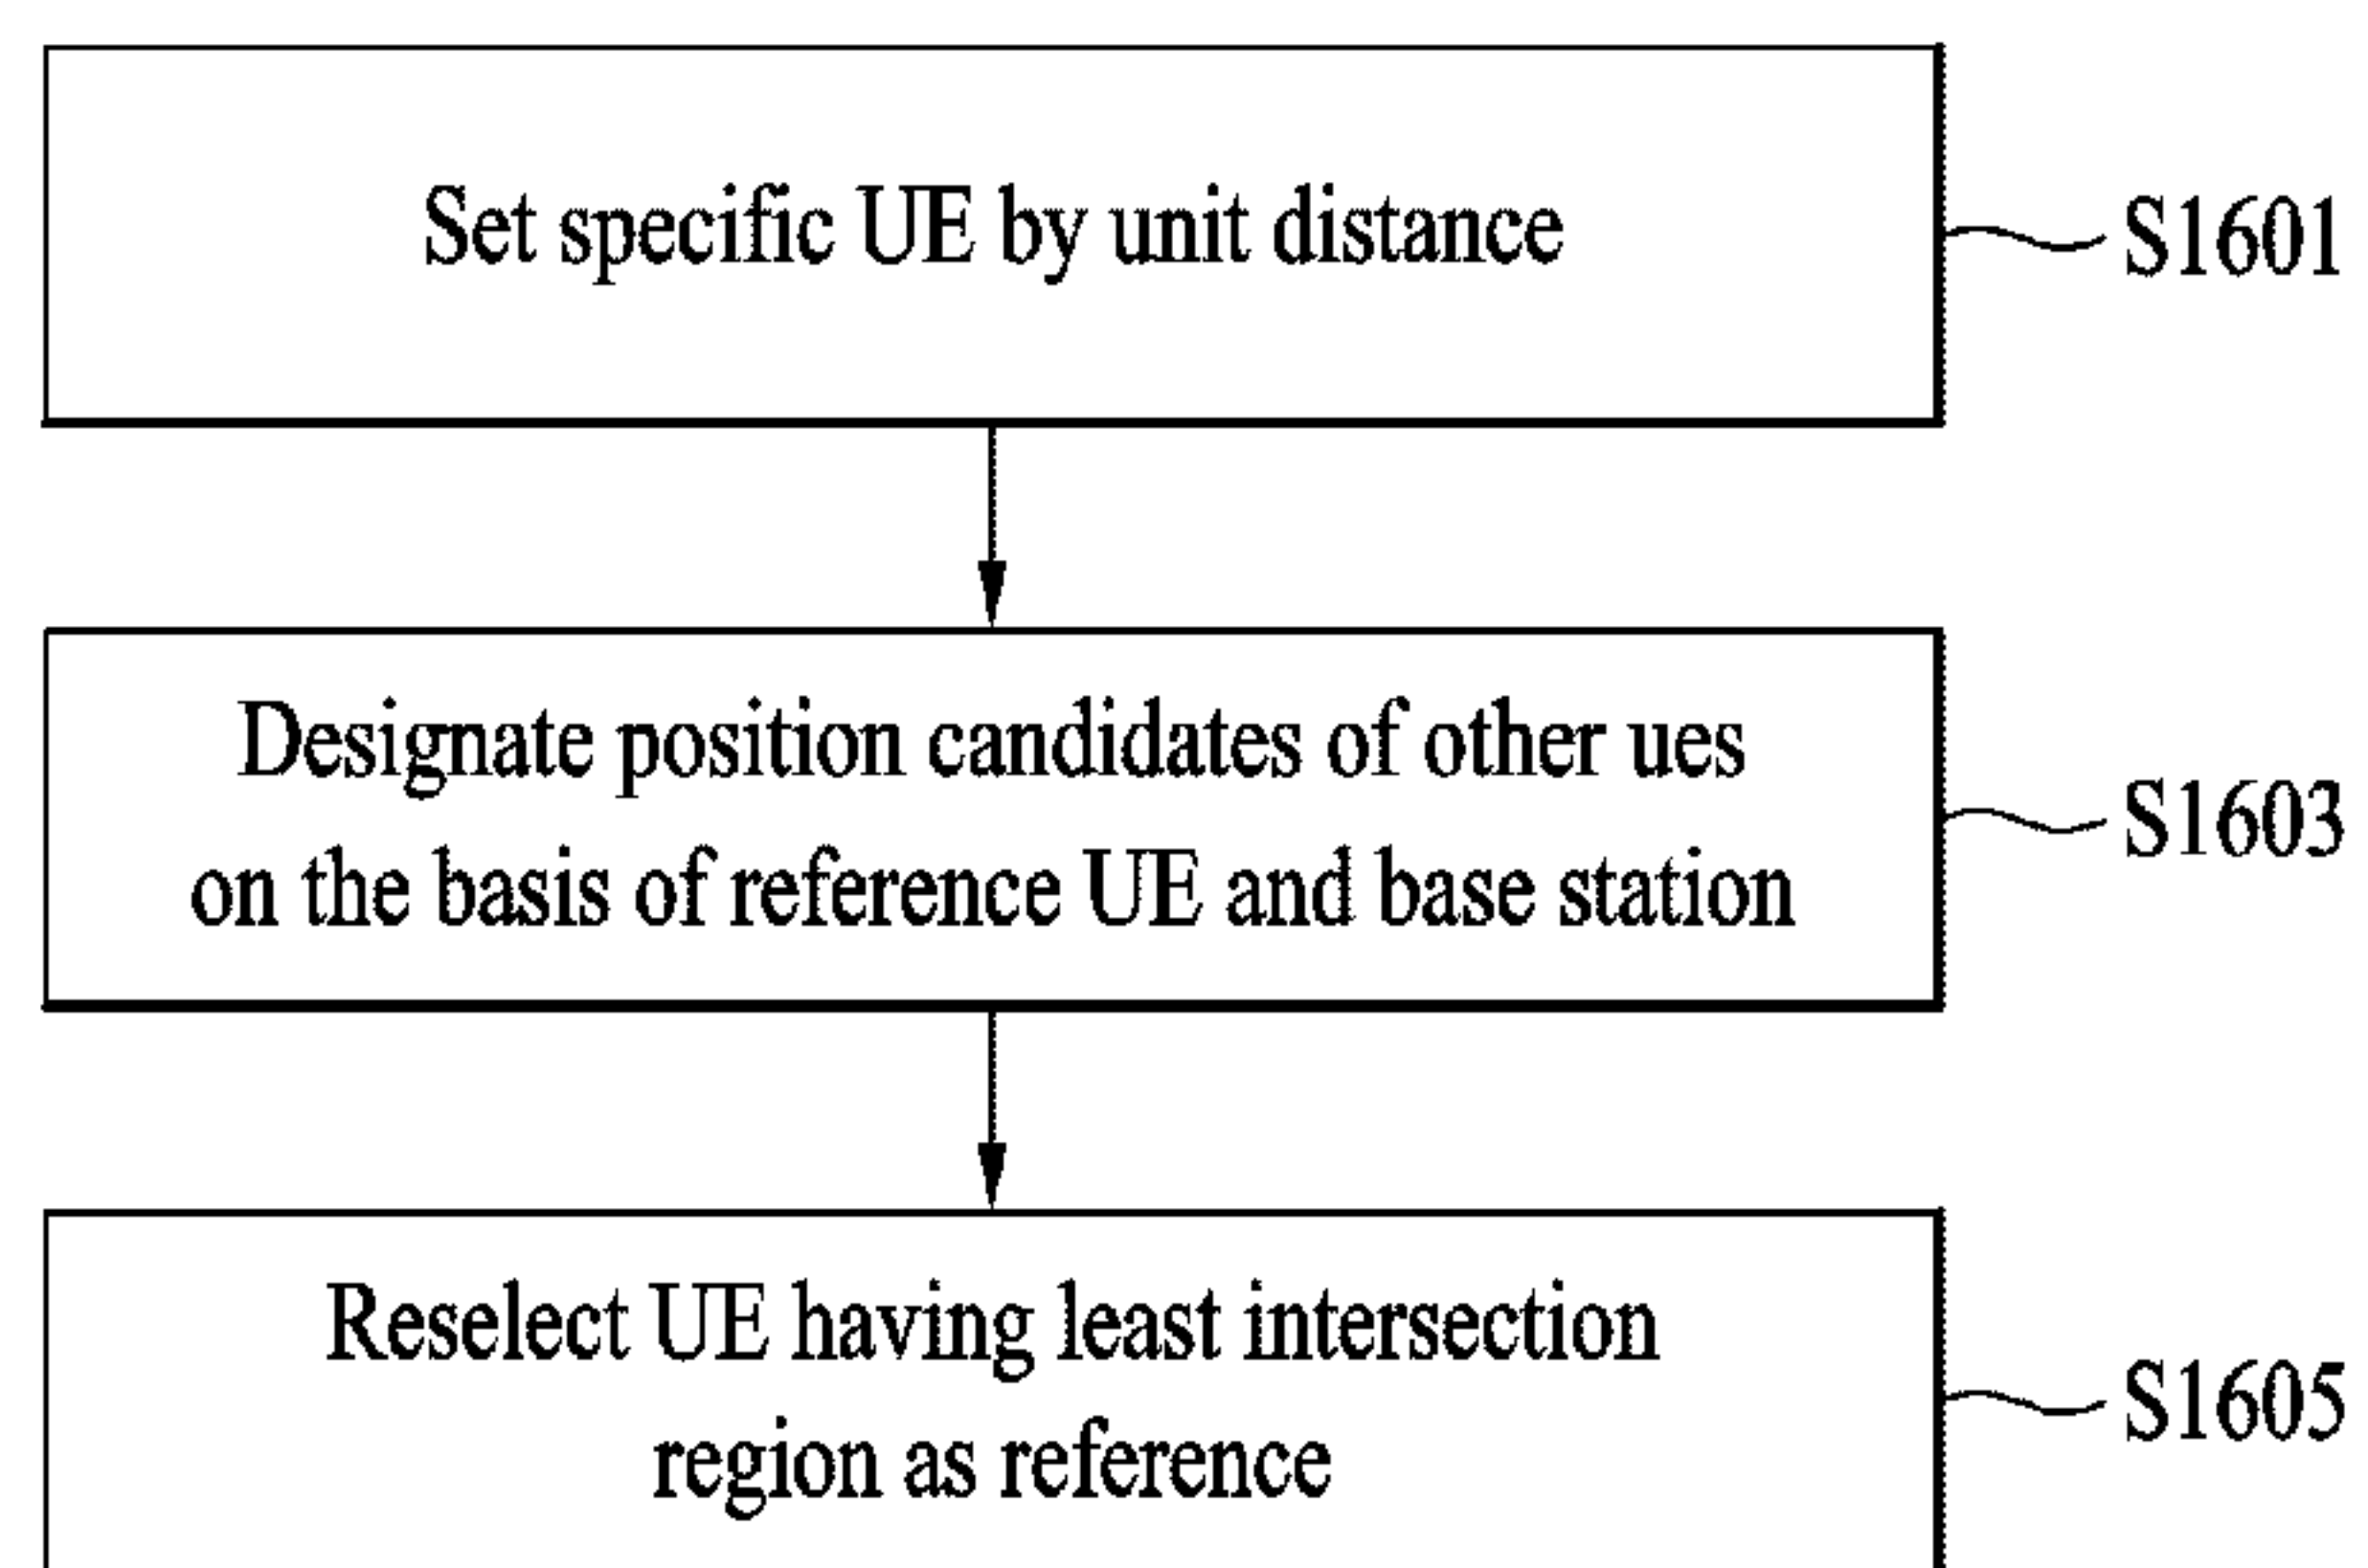 Set specific UE by unit distance
S1601
Designate position candidates of other ues
on the basis of reference UE and base station
S1603
Reselect UE having least intersection
region as reference
S1605